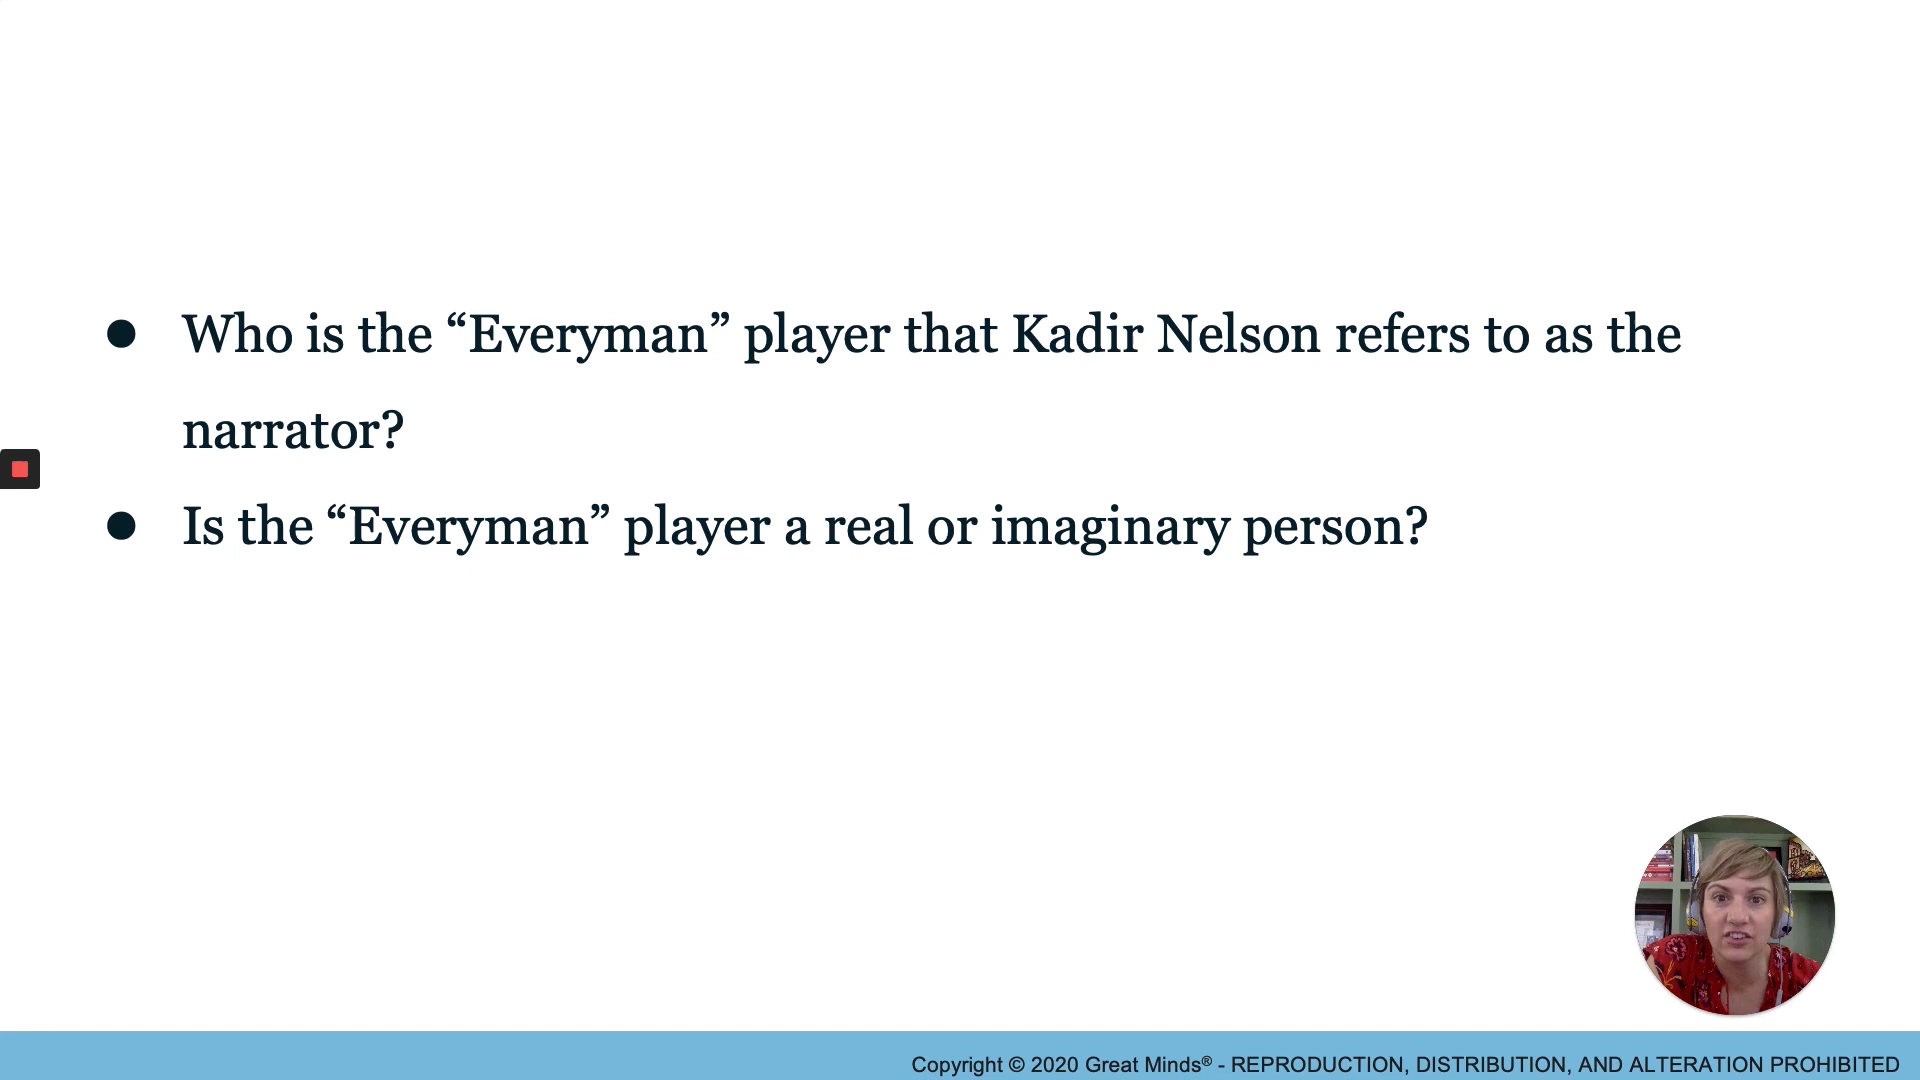 ● Who is the “Everyman” player that Kadir Nelson refers to as the
narrator?
● Is the “Everyman” player a real or imaginary person?
Copyright © 2020 Great Minds® - REPRODUCTION, DISTRIBUTION, AND ALTERATION PROHIBITED